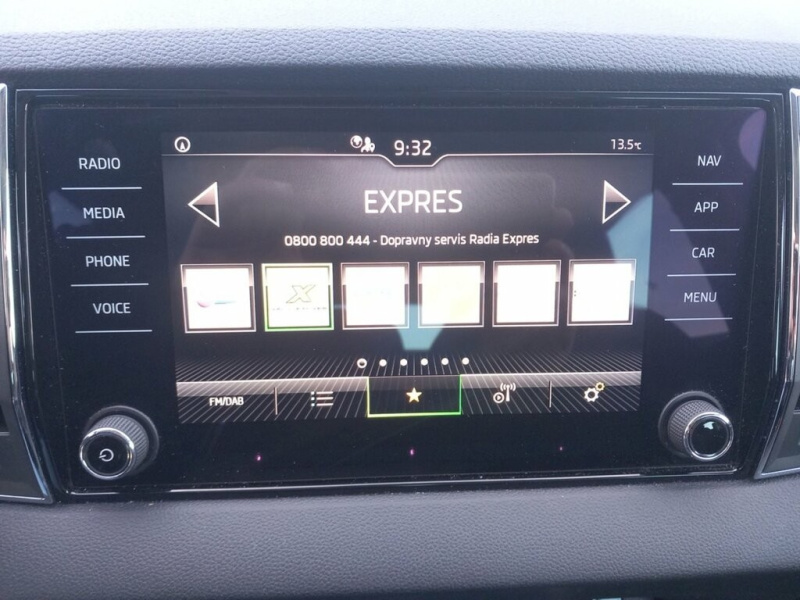 RADIO
MEDIA
PHONE
VOICE
9:32
13.5°C
EXPRES
0800 800 444 - Dopravny servis Radia Expres
X
FM/DAB
NAV
APP
CAR
MENU